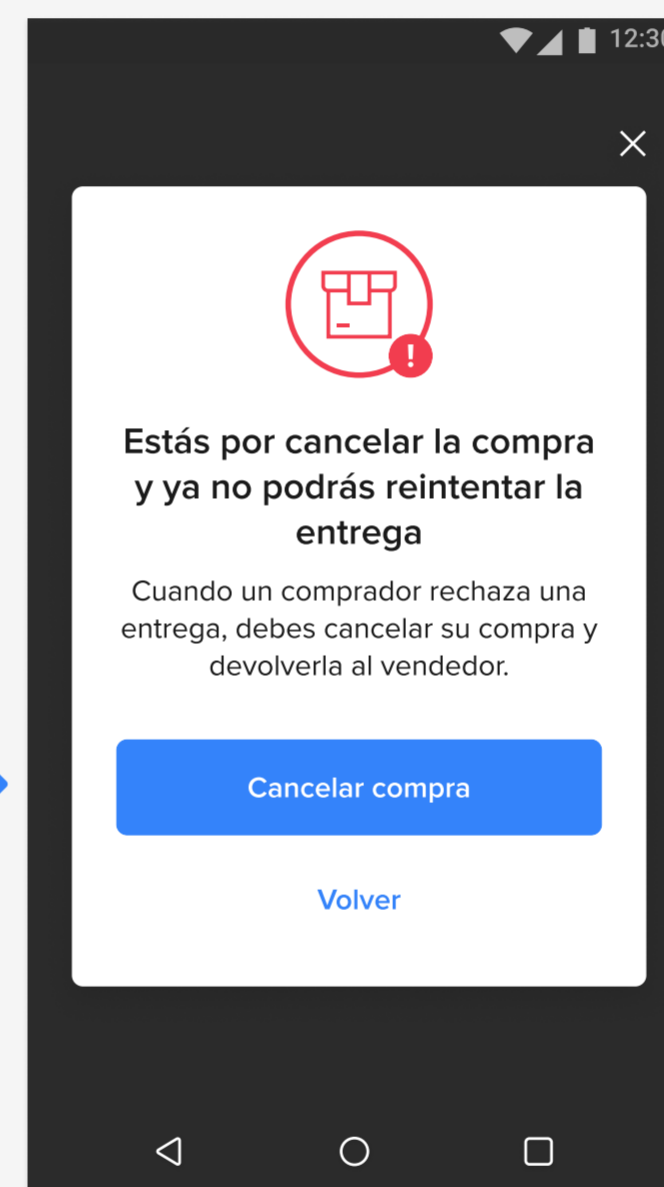 12:30
Estás por cancelar la compra
y ya no podrás reintentar la
entrega
Cuando un comprador rechaza una
entrega, debes cancelar su compra y
devolverla al vendedor.
Cancelar compra
Volver